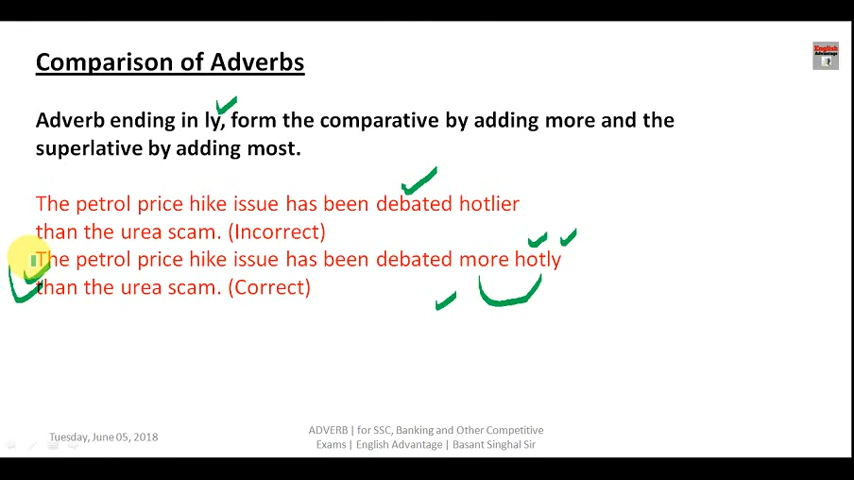 Comparison of Adverbs
English
Advantage
Adverb ending in ly, form the comparative by adding more and the
superlative by adding most.
The petrol price hike issue has been debated hotlier
than the urea scam. (Incorrect)
The petrol price hike issue has been debated more hotly
than the urea scam. (Correct)
Tuesday, June 05, 2018
ADVERB | for SSC, Banking and Other Competitive
Exams | English Advantage | Basant Singhal Sir